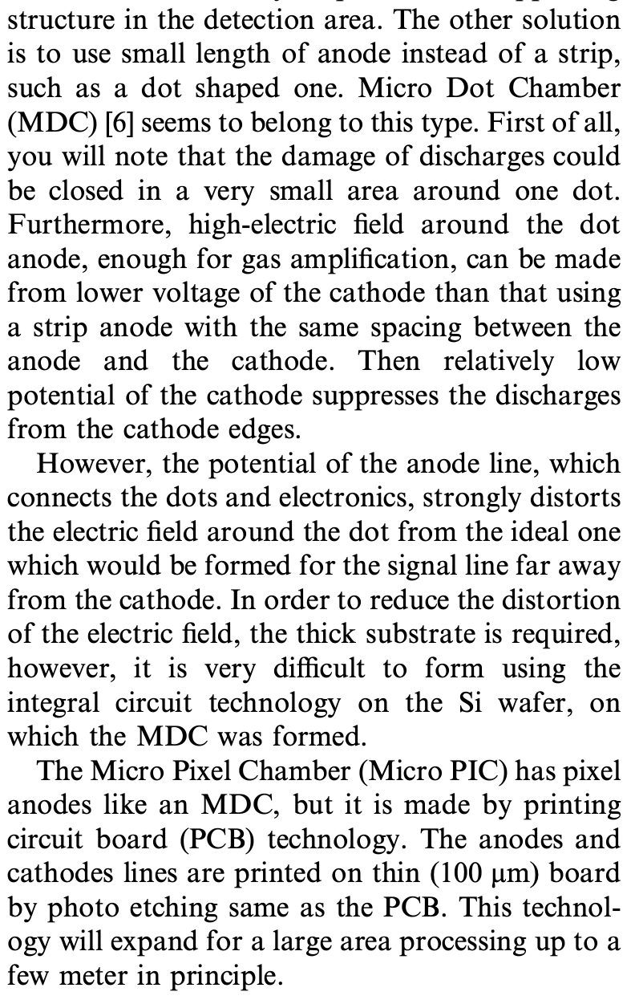 structure in the detection area. The other solution
is to use small length of anode instead of a strip,
such as a dot shaped one. Micro Dot Chamber
(MDC) [6] seems to belong to this type. First of all,
you will note that the damage of discharges could
be closed in a very small area around one dot.
Furthermore, high-electric field around the dot
anode, enough for gas amplification, can be made
from lower voltage of the cathode than that using
a strip anode with the same spacing between the
anode and the cathode. Then relatively low
potential of the cathode suppresses the discharges
from the cathode edges.
However, the potential of the anode line, which
connects the dots and electronics, strongly distorts
the electric field around the dot from the ideal one
which would be formed for the signal line far away
from the cathode. In order to reduce the distortion
of the electric field, the thick substrate is required,
however, it is very difficult to form using the
integral circuit technology on the Si wafer, on
which the MDC was formed.
The Micro Pixel Chamber (Micro PIC) has pixel
anodes like an MDC, but it is made by printing
circuit board (PCB) technology. The anodes and
cathodes lines are printed on thin (100 μm) board
by photo etching same as the PCB. This technol-
ogy will expand for a large area processing up to a
few meter in principle.